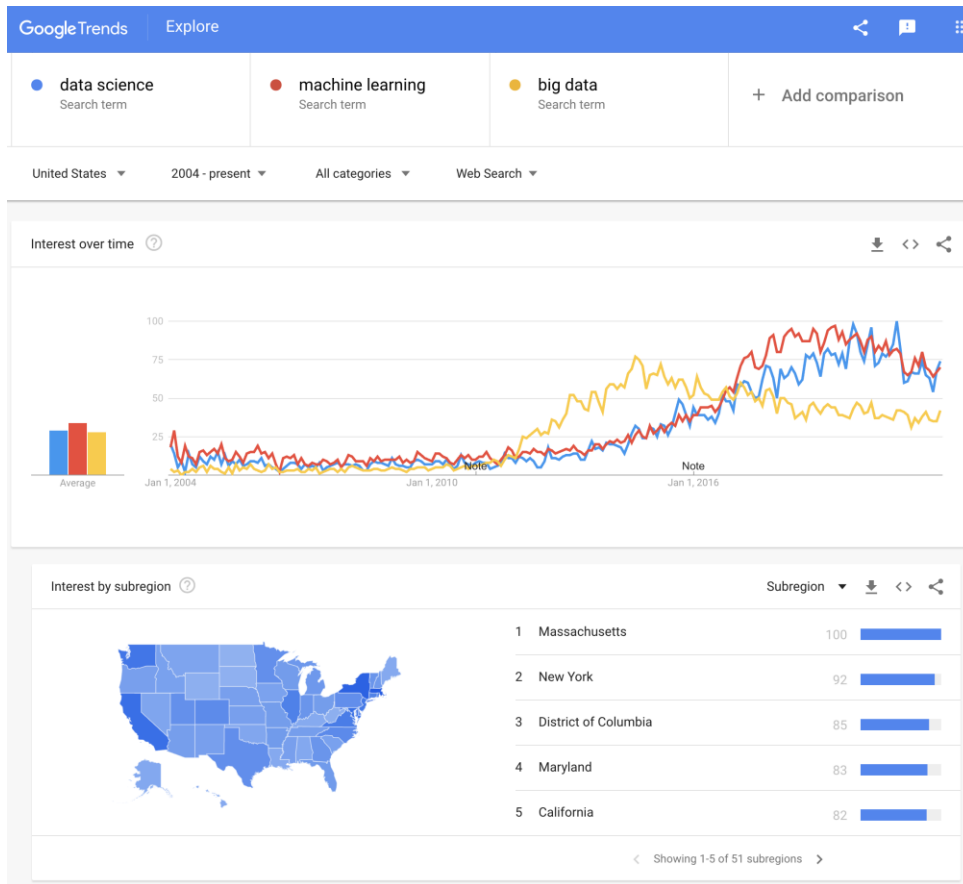 Google Trends Explore
data science
Search term
machine learning
Search term
big data
Search term
+ Add comparison
United States
2004 - present
All categories
Web Search
Interest over time
100
75
50
25
Average
Note
Note
Jan 1, 2004
Jan 1, 2010
Jan 1, 2016
Interest by subregion
Subregion
1 Massachusetts 100
2 New York 92
3 District of Columbia 85
4 Maryland 83
5 California 82
Showing 1-5 of 51 subregions